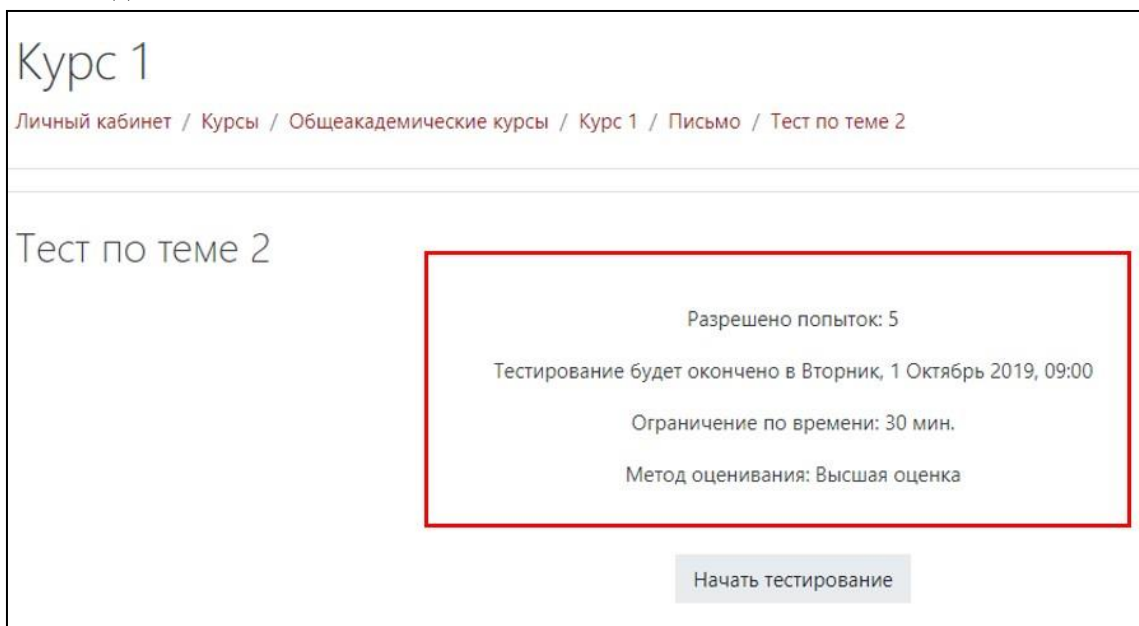 Курс 1
Личный кабинет / Курсы / Общеакадемические курсы / Курс 1 / Письмо / Тест по теме 2
Тест по теме 2
Разрешено попыток: 5
Тестирование будет окончено в Вторник, 1 Октябрь 2019, 09:00
Ограничение по времени: 30 мин.
Метод оценивания: Высшая оценка
Начать тестирование